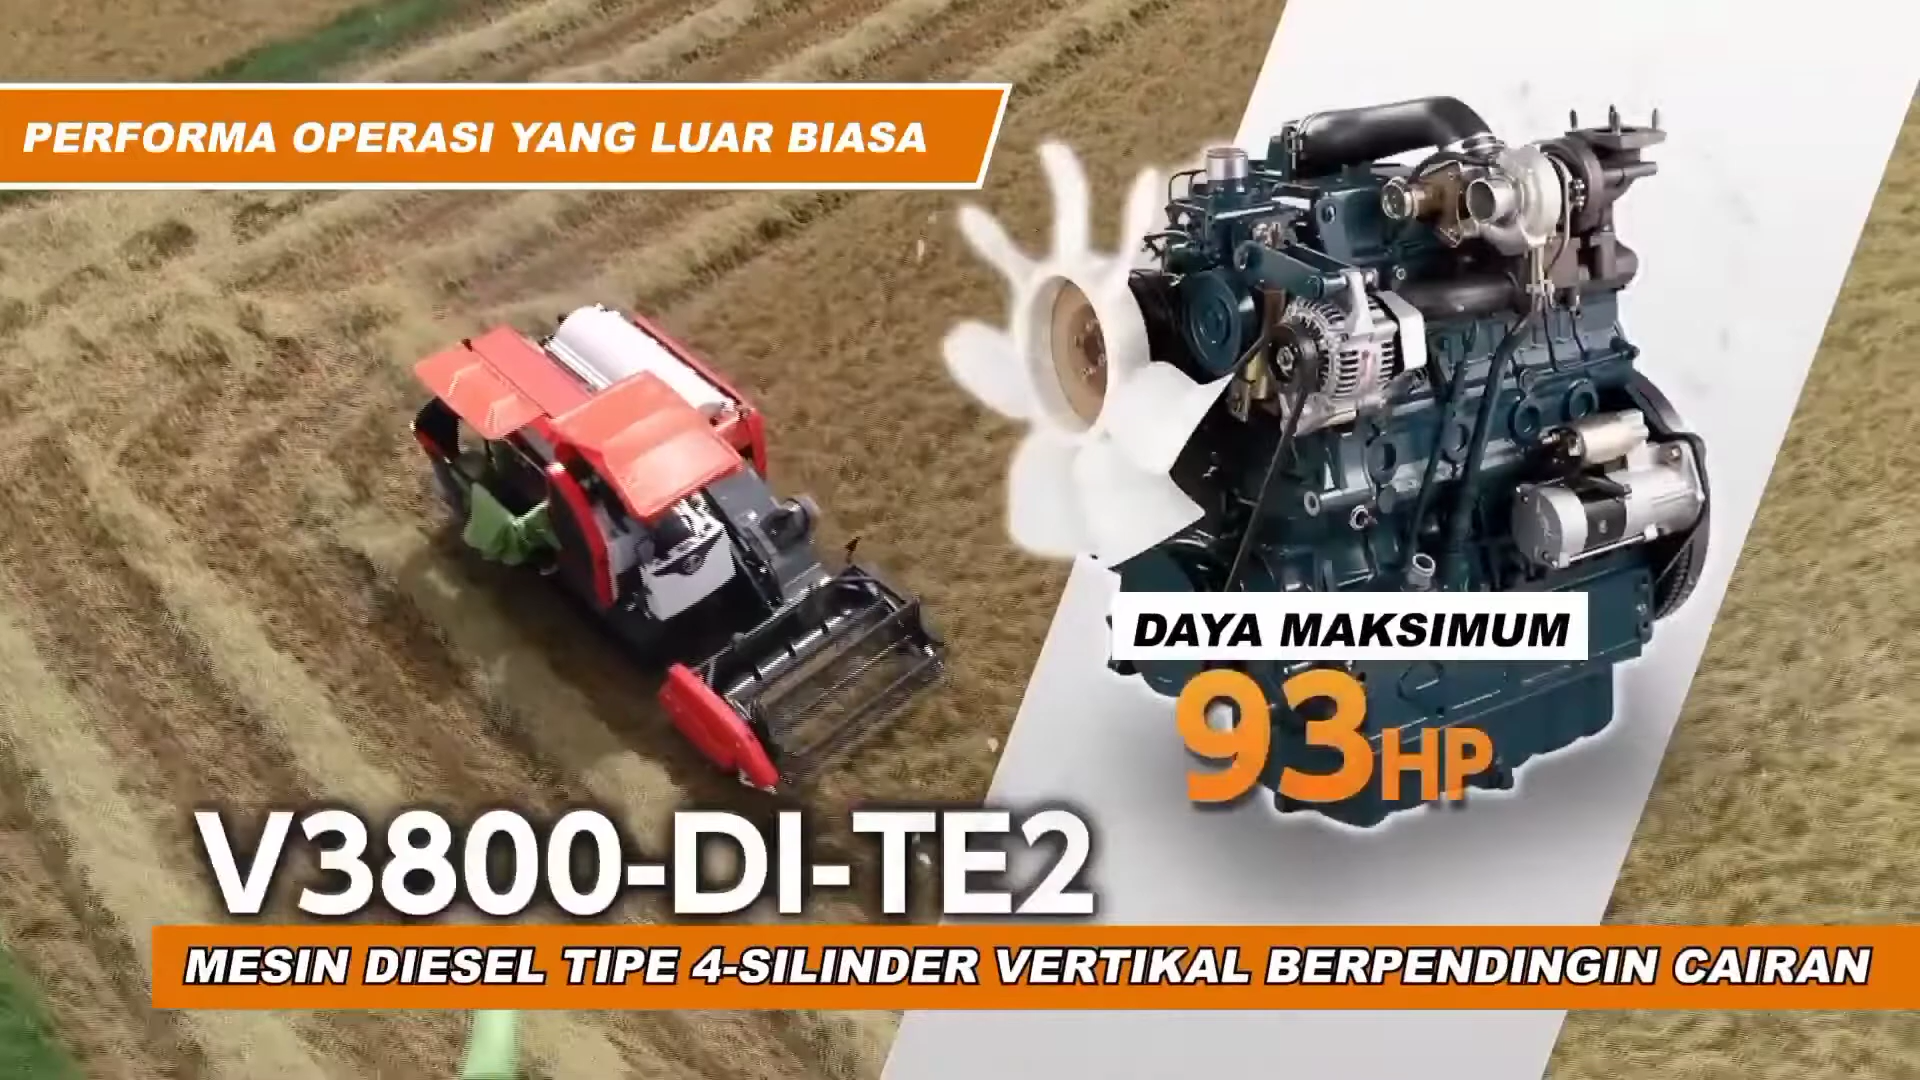 PERFORMA OPERASI YANG LUAR BIASA
DAYA MAKSIMUM
93HP
V3800-DI-TE2
MESIN DIESEL TIPE 4-SILINDER VERTIKAL BERPENDINGIN CAIRAN